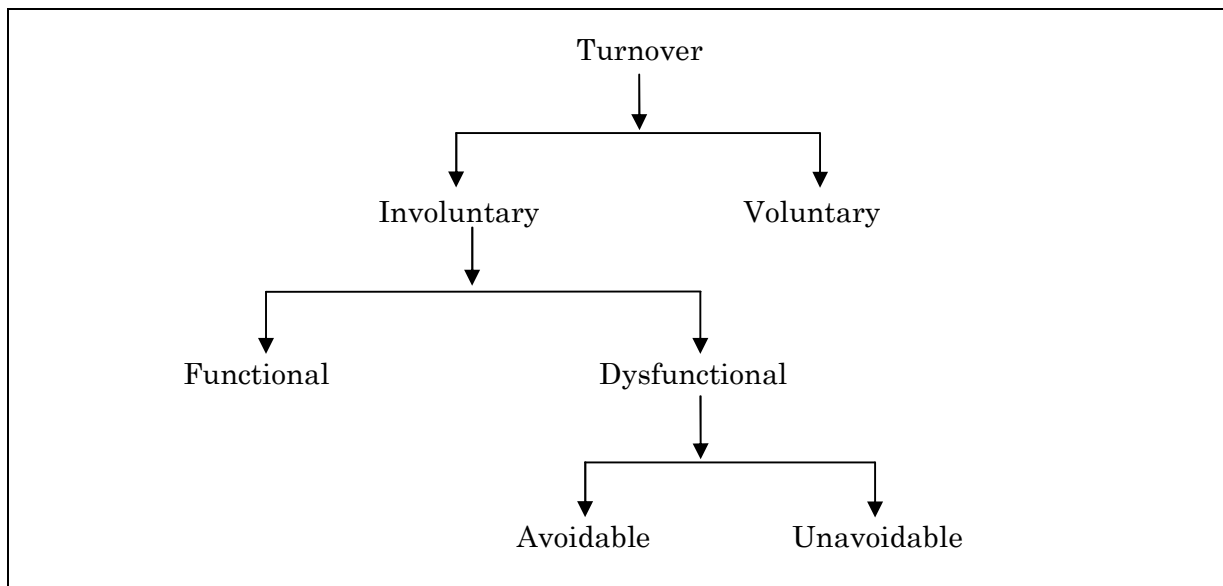 Turnover
Involuntary Voluntary
Functional Dysfunctional
Avoidable Unavoidable